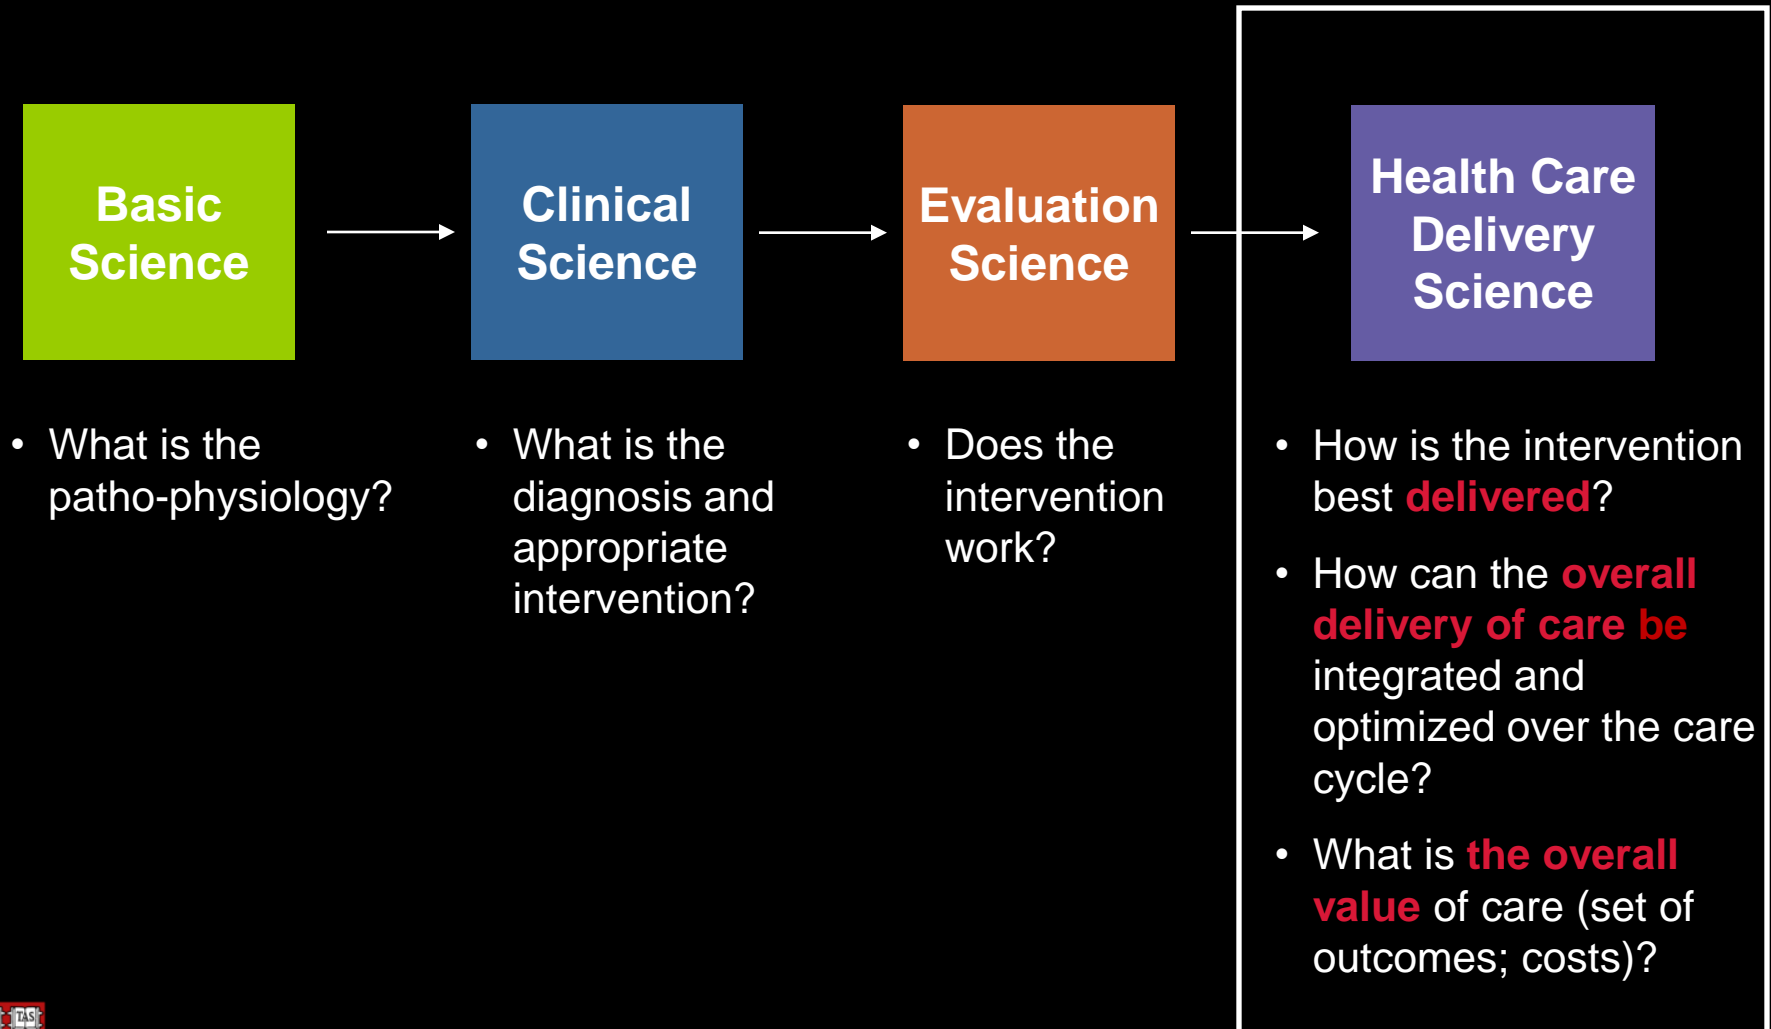 Basic
Science
Clinical
Science
Evaluation
Science
Health Care
Delivery
Science
• What is the
patho-physiology?
• What is the
diagnosis and
appropriate
intervention?
• Does the
intervention
work?
• How is the intervention
best delivered?
• How can the overall
delivery of care be
integrated and
optimized over the care
cycle?
• What is the overall
value of care (set of
outcomes; costs)?
TAS